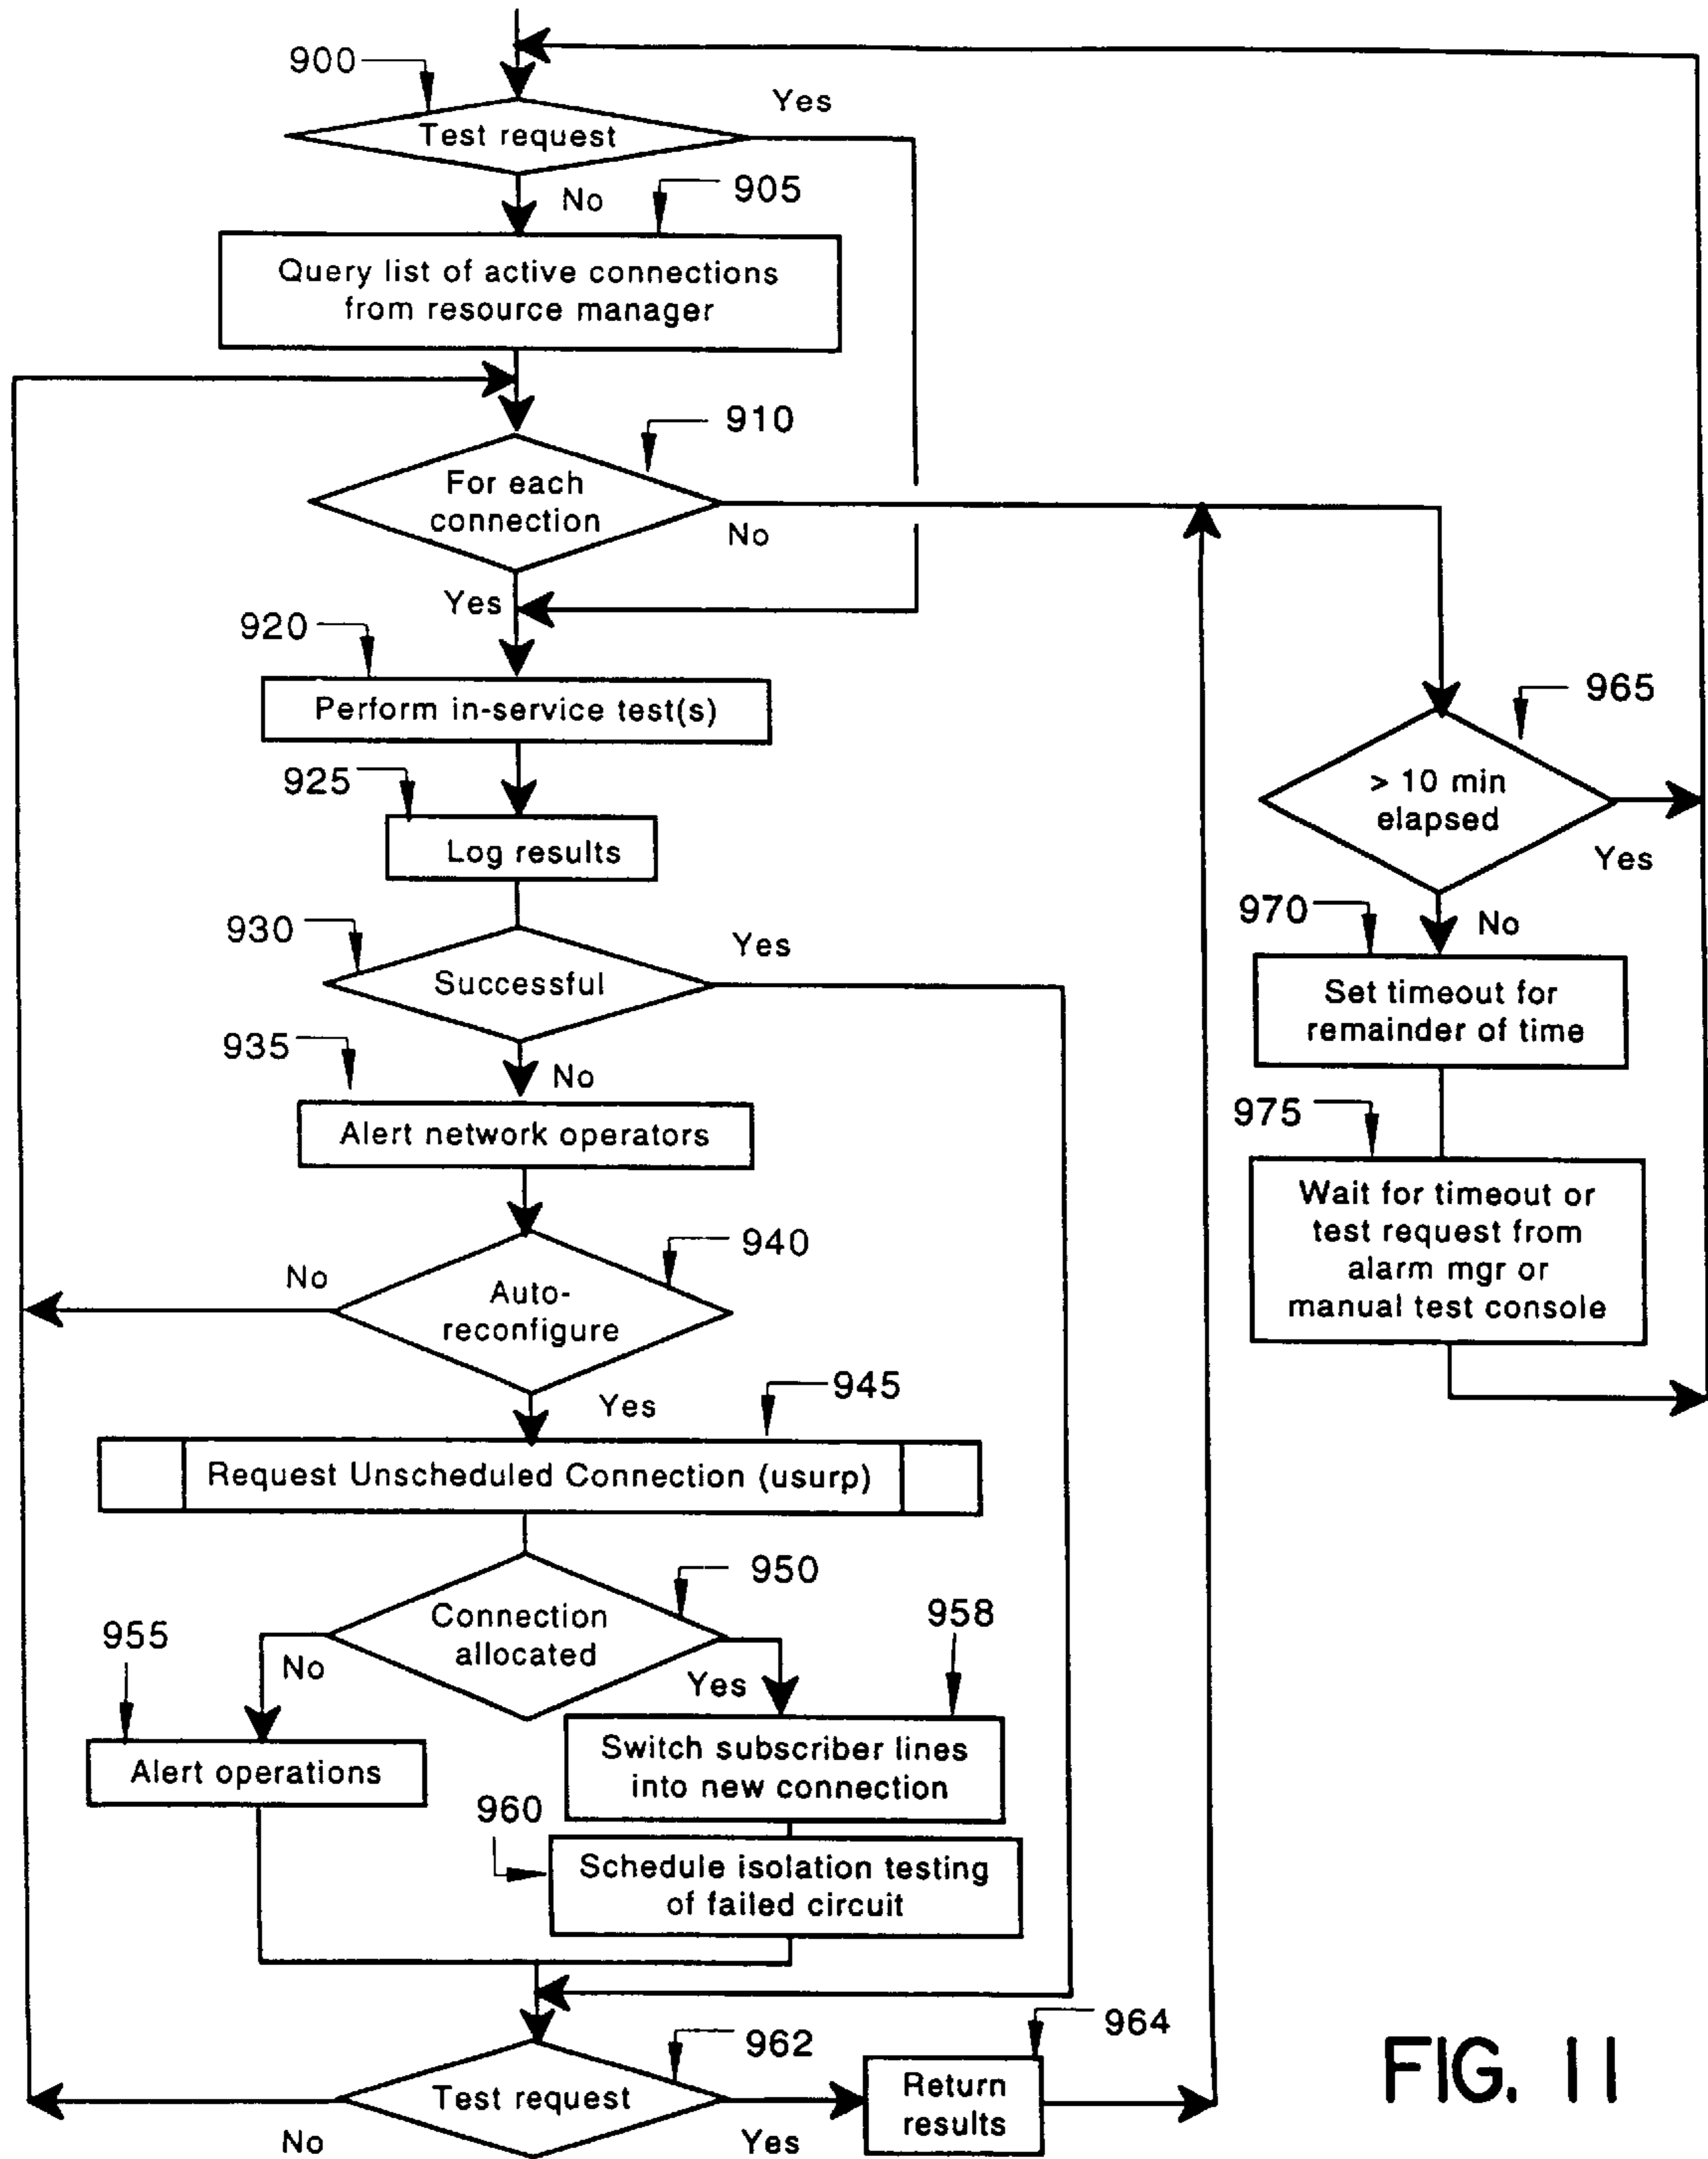 900
Yes
Test request
No
905
Query list of active connections
from resource manager
910
For each
connection
No
Yes
920
Perform in-service test(s)
925
Log results
930
Yes
Successful
935
No
Alert network operators
940
No
Auto-
reconfigure
Yes
945
Request Unscheduled Connection (usurp)
950
Connection
allocated
955
No
Yes
958
Alert operations
Switch subscriber lines
into new connection
960
Schedule isolation testing
of failed circuit
962
Test request
No
Yes
964
Return
results
965
> 10 min
elapsed
Yes
970
No
Set timeout for
remainder of time
975
Wait for timeout or
test request from
alarm mgr or
manual test console
FIG. 11